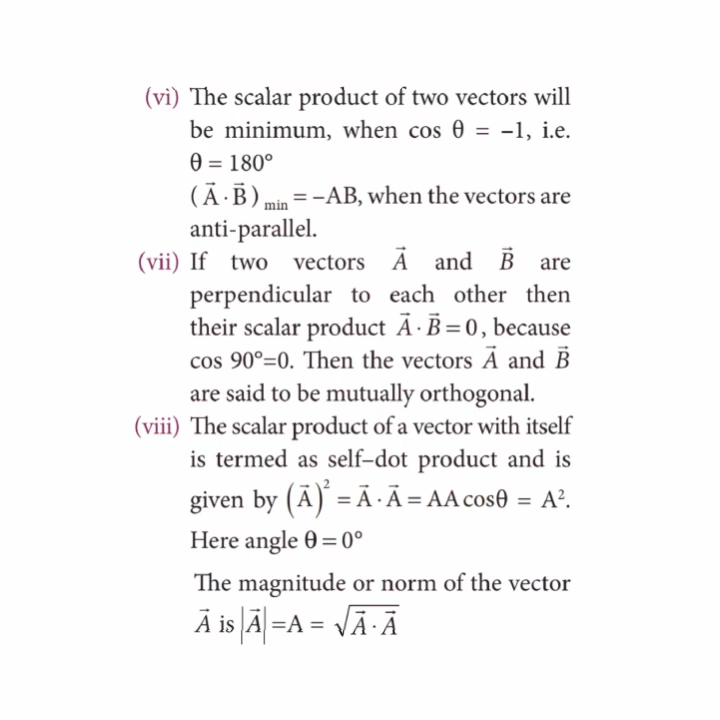 (vi) The scalar product of two vectors will
be minimum, when cos θ = –1, i.e.
θ = 180°
(A⃗ · B⃗) min = –AB, when the vectors are
anti-parallel.
(vii) If two vectors A⃗ and B⃗ are
perpendicular to each other then
their scalar product A⃗ · B⃗ = 0, because
cos 90°=0. Then the vectors A⃗ and B⃗
are said to be mutually orthogonal.
(viii) The scalar product of a vector with itself
is termed as self–dot product and is
given by (A⃗)² = A⃗ · A⃗ = AA cosθ = A².
Here angle θ = 0°
The magnitude or norm of the vector
A⃗ is |A⃗| =A = √(A⃗ · A⃗)